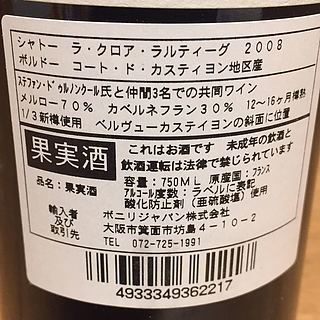 シャトー ラ・クロア・ラルティーグ 2008
ボルドー コート・ド・カスティヨン地区産
ステファン・ドゥルノンクール氏と仲間3名での共同ワイン
メルロー70% カベルネフラン30% 12～16ヶ月樽熟
1/3新樽使用 ベルヴューカスティヨンの斜面に位置
果実酒
これはお酒です 未成年の飲酒と
飲酒運転は法律で禁じられています
品名：果実酒
容量：750ML 原産国：フランス
アルコール度数：ラベルに表記
酸化防止剤（亜硫酸塩）使用
輸入者
及び
取引先
ボニリジャパン株式会社
大阪市箕面市坊島4-10-2
TEL 072-725-1991
4933349362217